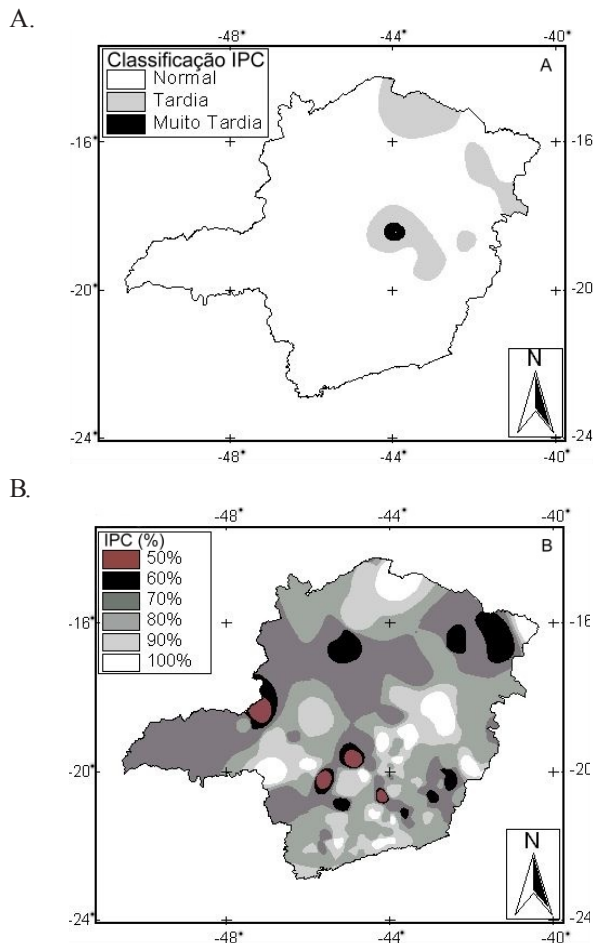 A.
-48° -44° -40°
Classificação IPC
Normal
Tardia
Muito Tardia
A
-16° -16
-20° -20
N
-24° -24
-48° -44° -40°
B.
-48° -44° -40°
IPC (%)
50%
60%
70%
80%
90%
100%
B
-16° -16
-20° -20
N
-24° -24
-48° -44° -40°